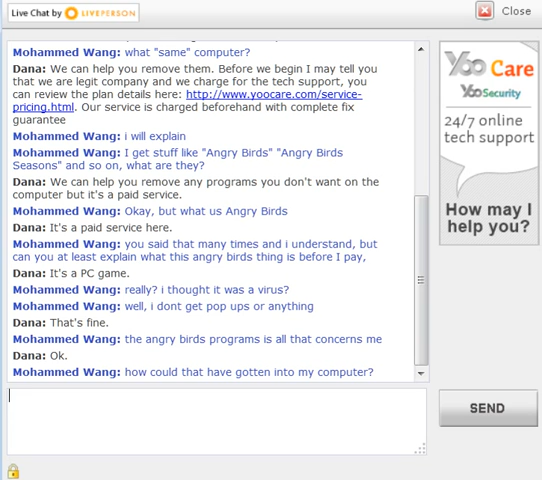 Live Chat by LIVEPERSON
Close
Mohammed Wang: what "same" computer?
Dana: We can help you remove them. Before we begin I may tell you
that we are legit company and we charge for the tech support, you
can review the plan details here: http://www.yoocare.com/service-
pricing.html. Our service is charged beforehand with complete fix
guarantee
Mohammed Wang: i will explain
Mohammed Wang: I get stuff like "Angry Birds" "Angry Birds
Seasons" and so on, what are they?
Dana: We can help you remove any programs you don't want on the
computer but it's a paid service.
Mohammed Wang: Okay, but what us Angry Birds
Dana: It's a paid service here.
Mohammed Wang: you said that many times and i understand, but
can you at least explain what this angry birds thing is before I pay,
Dana: It's a PC game.
Mohammed Wang: really? i thought it was a virus?
Mohammed Wang: well, i dont get pop ups or anything
Dana: That's fine.
Mohammed Wang: the angry birds programs is all that concerns me
Dana: Ok.
Mohammed Wang: how could that have gotten into my computer?
Yoo Care
YooSecurity
24/7 online
tech support
How may I
help you?
SEND